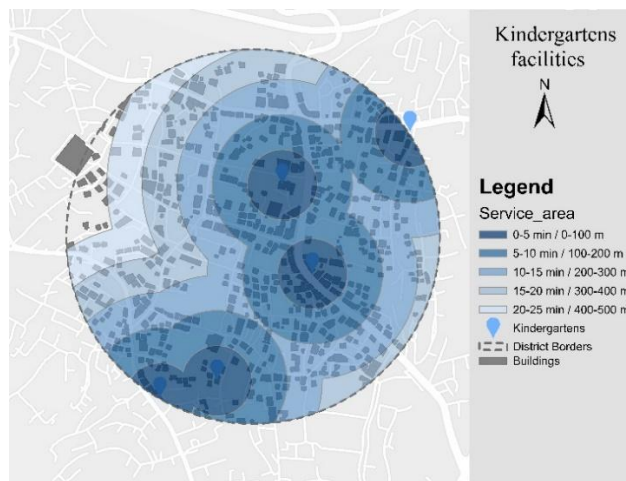 Kindergartens
facilitics
N
Legend
Service_area
0-5 min / 0-100 m
5-10 min / 100-200 m
10-15 min / 200-300 m
15-20 min / 300-400 m
20-25 min / 400-500 m
Kindergartens
District Borders
Buildings